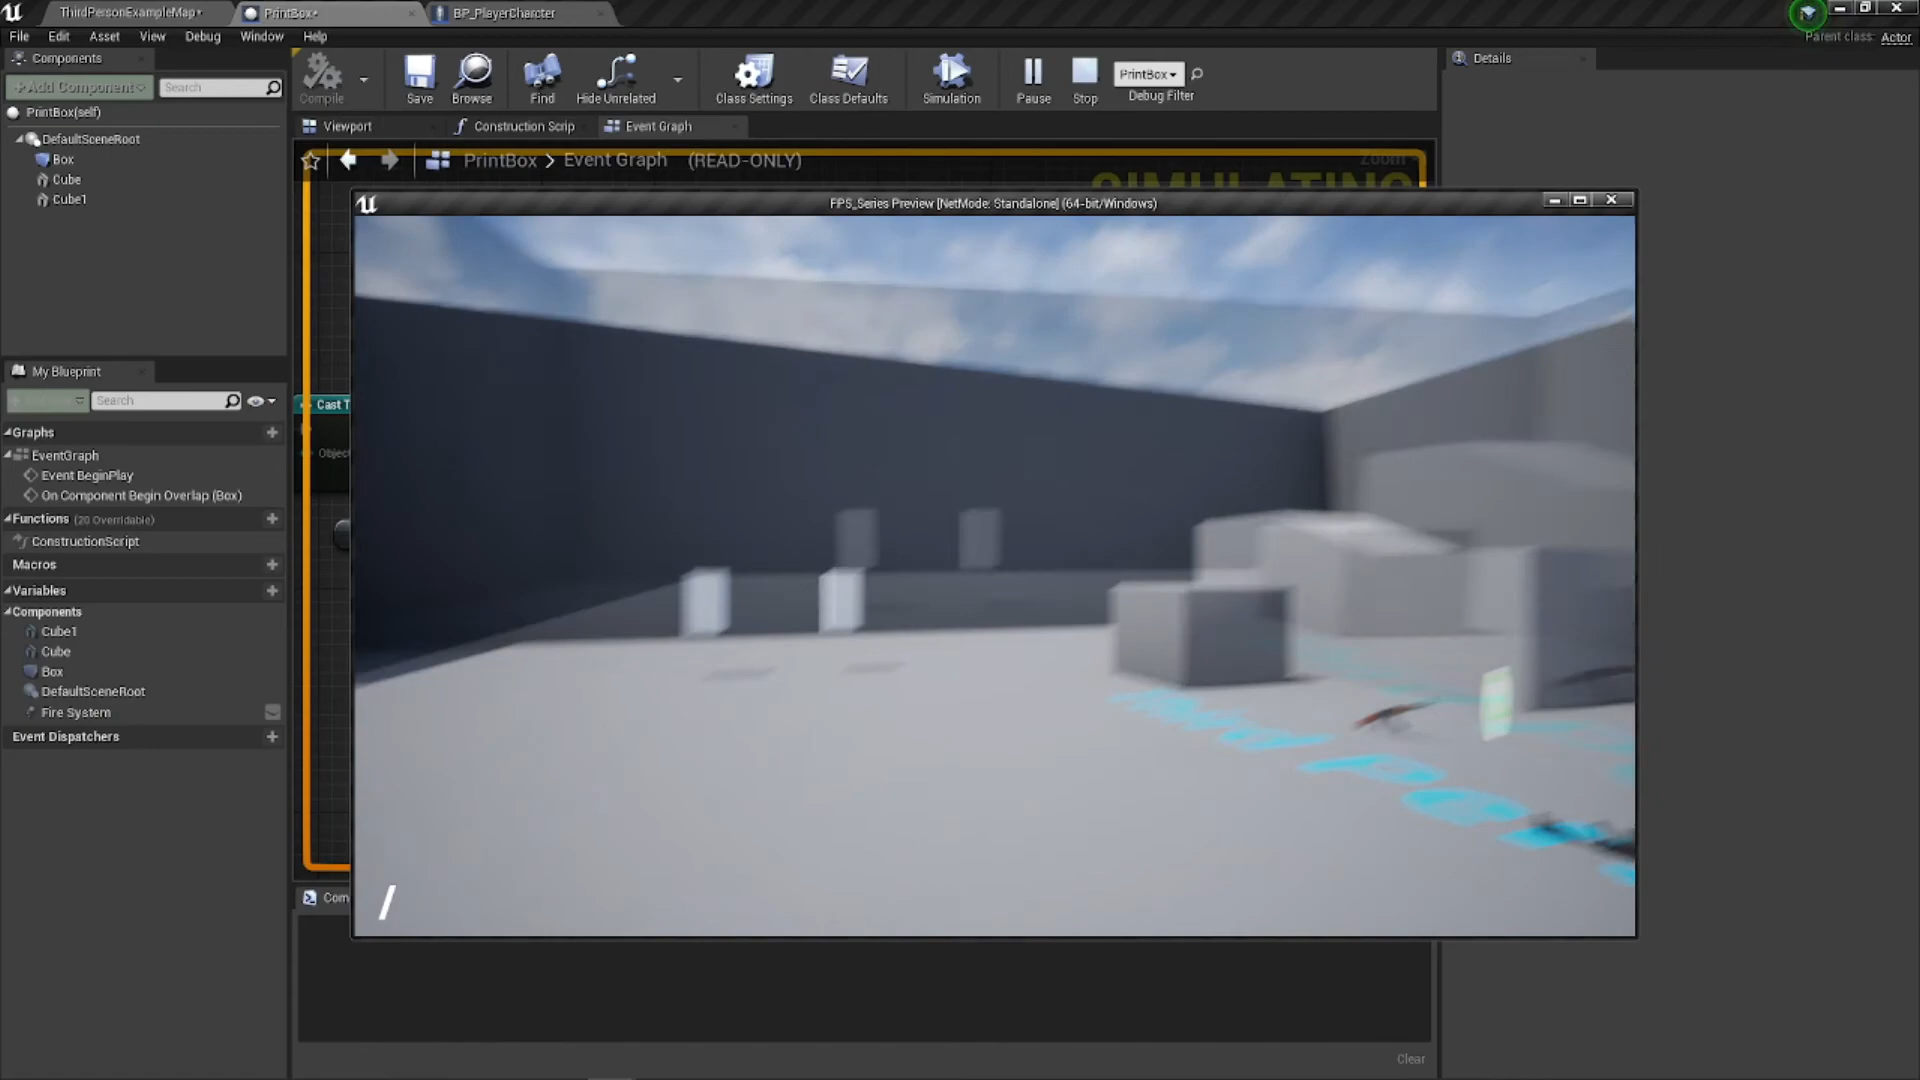 ThirdPersonExampleMap*
PrintBox*
BP_PlayerCharcter
File Edit Asset View Debug Window Help
Parent class: Actor
Components
Add Component
Search
Compile
Save
Browse
Find
Hide Unrelated
Class Settings
Class Defaults
Simulation
Pause
Stop
PrintBox
Debug Filter
Details
PrintBox(self)
DefaultSceneRoot
Box
Cube
Cube1
Viewport
Construction Scrip
Event Graph
PrintBox > Event Graph (READ-ONLY)
Zoom
SIMULATING
FPS_Series Preview [NetMode: Standalone] (64-bit/Windows)
My Blueprint
Search
Graphs
EventGraph
Event BeginPlay
On Component Begin Overlap (Box)
Functions (20 Overridable)
ConstructionScript
Macros
Variables
Components
Cube1
Cube
Box
DefaultSceneRoot
Fire System
Event Dispatchers
Cast T
Object
/
Com
Clear